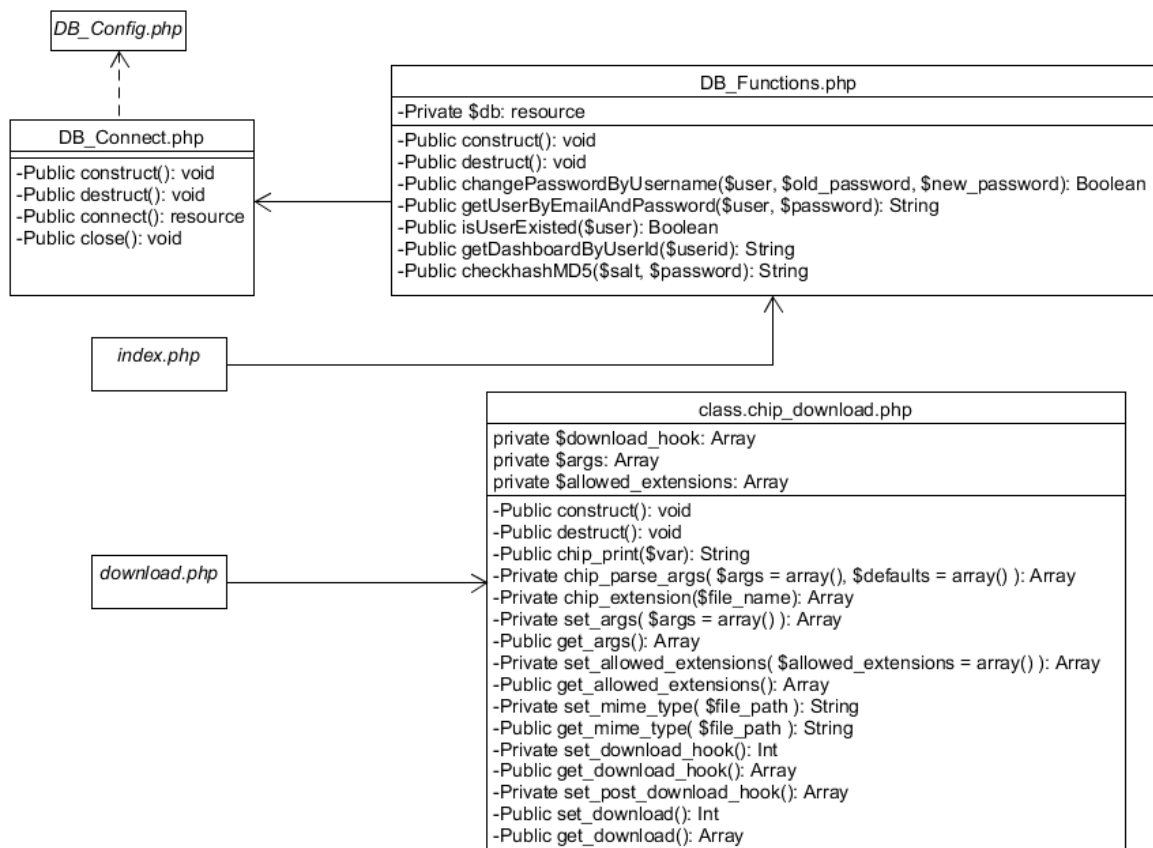 DB_Config.php
DB_Connect.php
-Public construct(): void
-Public destruct(): void
-Public connect(): resource
-Public close(): void
DB_Functions.php
-Private $db: resource
-Public construct(): void
-Public destruct(): void
-Public changePasswordByUsername($user, $old_password, $new_password): Boolean
-Public getUserByEmailAndPassword($user, $password): String
-Public isUserExisted($user): Boolean
-Public getDashboardByUserId($userid): String
-Public checkhashMD5($salt, $password): String
index.php
class.chip_download.php
private $download_hook: Array
private $args: Array
private $allowed_extensions: Array
-Public construct(): void
-Public destruct(): void
-Public chip_print($var): String
-Private chip_parse_args( $args = array(), $defaults = array() ): Array
-Private chip_extension($file_name): Array
-Private set_args( $args = array() ): Array
-Public get_args(): Array
-Private set_allowed_extensions( $allowed_extensions = array() ): Array
-Public get_allowed_extensions(): Array
-Private set_mime_type( $file_path ): String
-Public get_mime_type( $file_path ): String
-Private set_download_hook(): Int
-Public get_download_hook(): Array
-Private set_post_download_hook(): Array
-Public set_download(): Int
-Public get_download(): Array
download.php